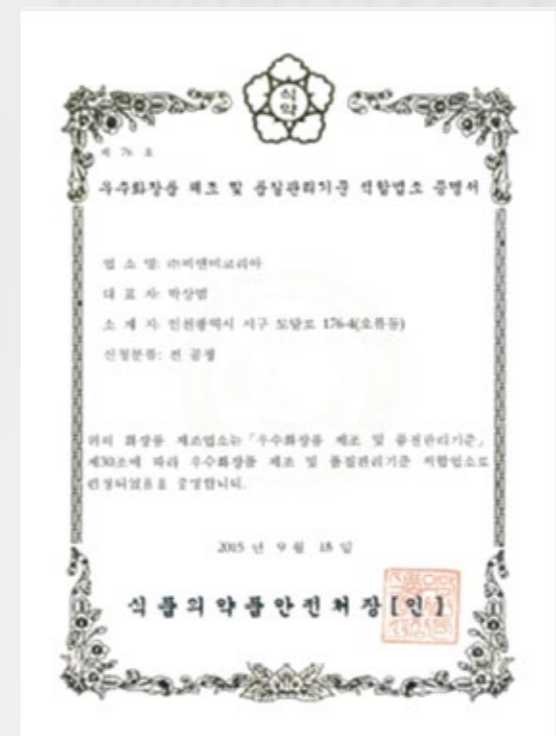 식약
제 76 호
우수화장품 제조 및 품질관리기준 적합업소 증명서
업 소 명: ㈜비앤비코리아
대 표 자: 박상범
소 재 지: 인천광역시 서구 도담로 176-4(오류동)
신청분류: 전 공정
위의 화장품 제조업소는 「우수화장품 제조 및 품질관리기준」
제30조에 따라 우수화장품 제조 및 품질관리기준 적합업소로
판정되었음을 증명합니다.
2015 년 9 월 18 일
식품의약품안전처장[인]